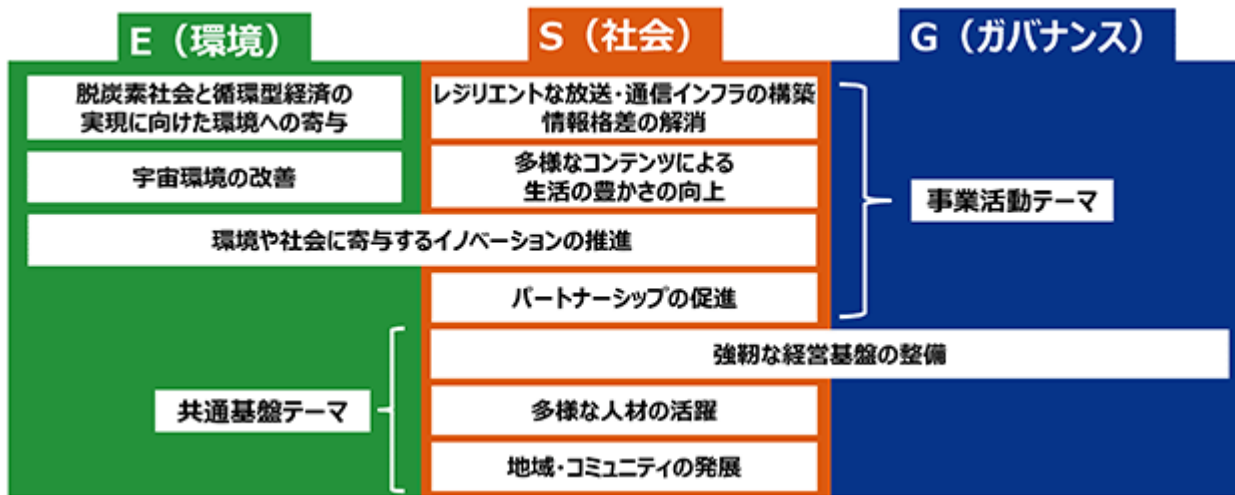 E（環境）
S（社会）
G（ガバナンス）
脱炭素社会と循環型経済の
実現に向けた環境への寄与
レジリエントな放送・通信インフラの構築
情報格差の解消
宇宙環境の改善
多様なコンテンツによる
生活の豊かさの向上
事業活動テーマ
環境や社会に寄与するイノベーションの推進
パートナーシップの促進
強靭な経営基盤の整備
共通基盤テーマ
多様な人材の活躍
地域・コミュニティの発展